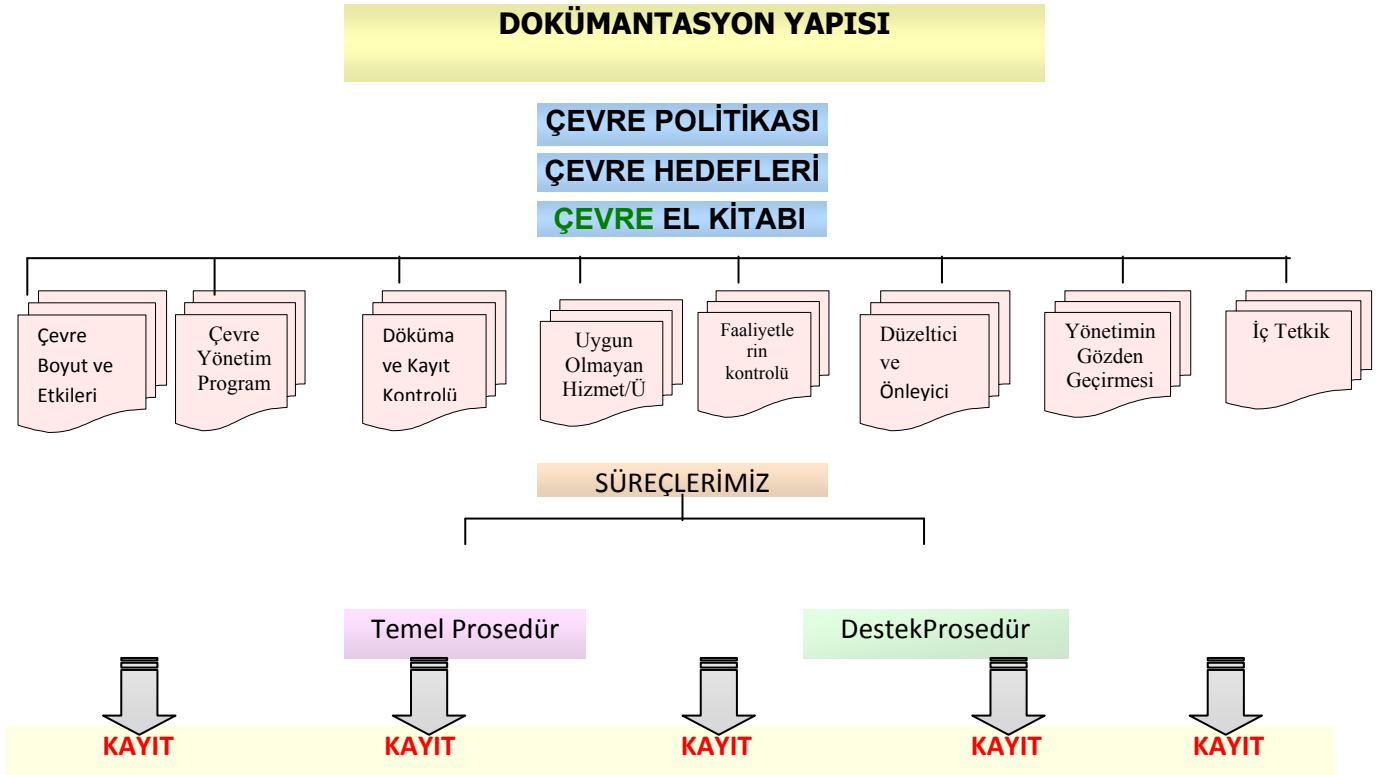 DOKÜMANTASYON YAPISI
ÇEVRE POLİTİKASI
ÇEVRE HEDEFLERİ
ÇEVRE EL KİTABI
Çevre
Boyut ve
Etkileri
Çevre
Yönetim
Program
Döküma
ve Kayıt
Kontrolü
Uygun
Olmayan
Hizmet/Ü
Faaliyetle
rin
kontrolü
Düzeltici
ve
Önleyici
Yönetimin
Gözden
Geçirmesi
İç Tetkik
SÜREÇLERİMİZ
Temel Prosedür
DestekProsedür
KAYIT
KAYIT
KAYIT
KAYIT
KAYIT